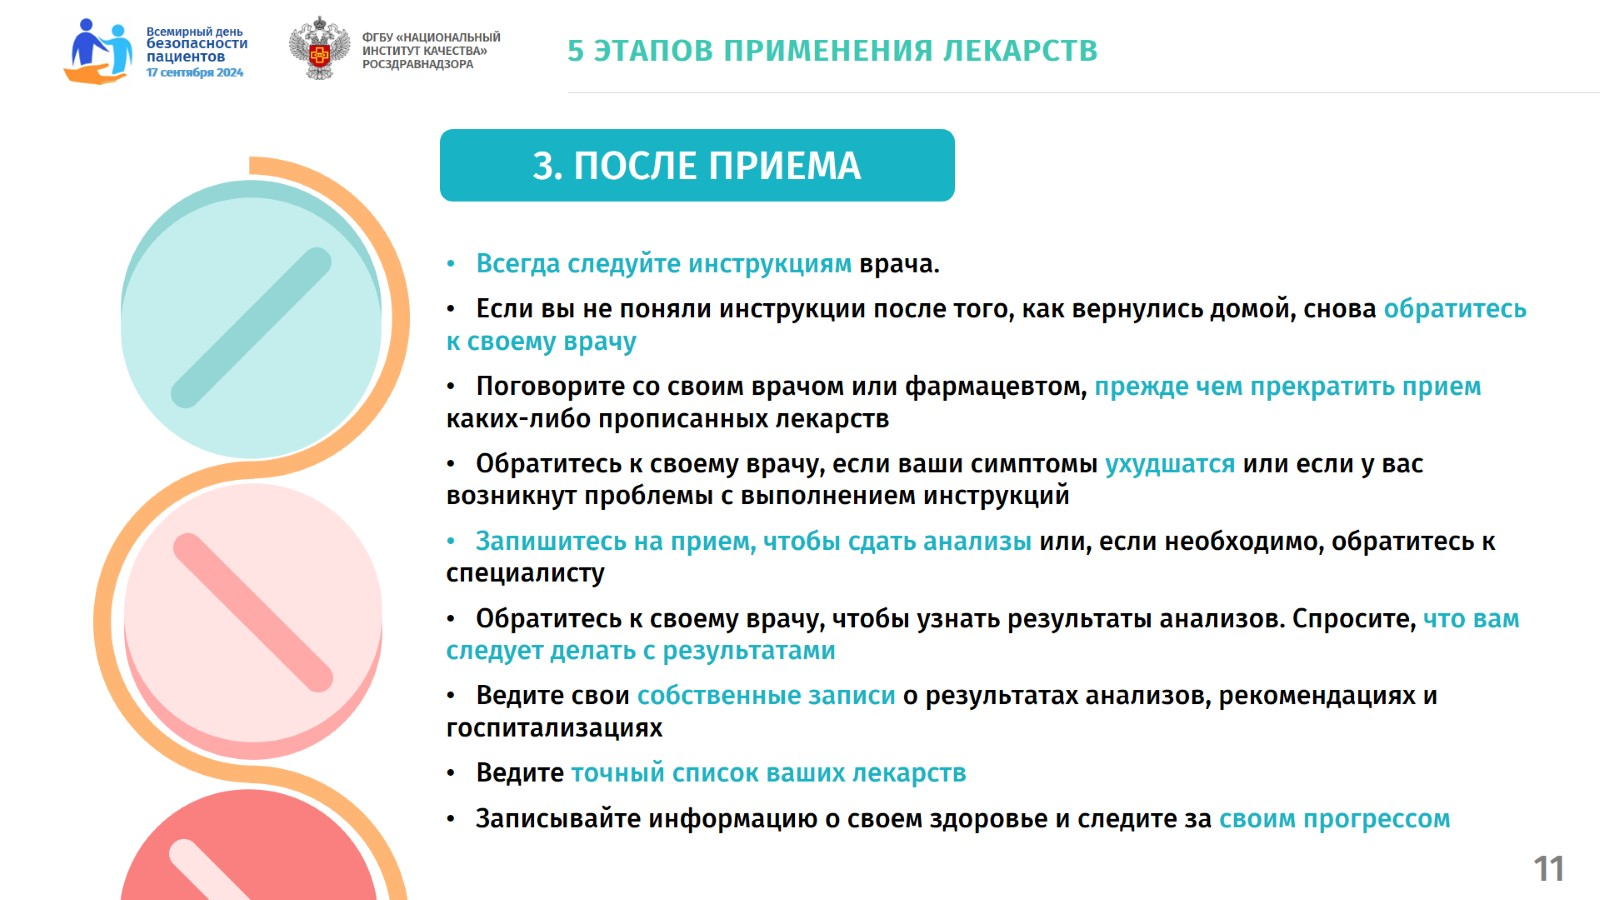 Всемирный день
безопасности
пациентов
17 сентября 2024
ФГБУ «НАЦИОНАЛЬНЫЙ
ИНСТИТУТ КАЧЕСТВА»
РОСЗДРАВНАДЗОРА
5 ЭТАПОВ ПРИМЕНЕНИЯ ЛЕКАРСТВ
3. ПОСЛЕ ПРИЕМА
• Всегда следуйте инструкциям врача.
• Если вы не поняли инструкции после того, как вернулись домой, снова обратитесь
к своему врачу
• Поговорите со своим врачом или фармацевтом, прежде чем прекратить прием
каких-либо прописанных лекарств
• Обратитесь к своему врачу, если ваши симптомы ухудшатся или если у вас
возникнут проблемы с выполнением инструкций
• Запишитесь на прием, чтобы сдать анализы или, если необходимо, обратитесь к
специалисту
• Обратитесь к своему врачу, чтобы узнать результаты анализов. Спросите, что вам
следует делать с результатами
• Ведите свои собственные записи о результатах анализов, рекомендациях и
госпитализациях
• Ведите точный список ваших лекарств
• Записывайте информацию о своем здоровье и следите за своим прогрессом
11